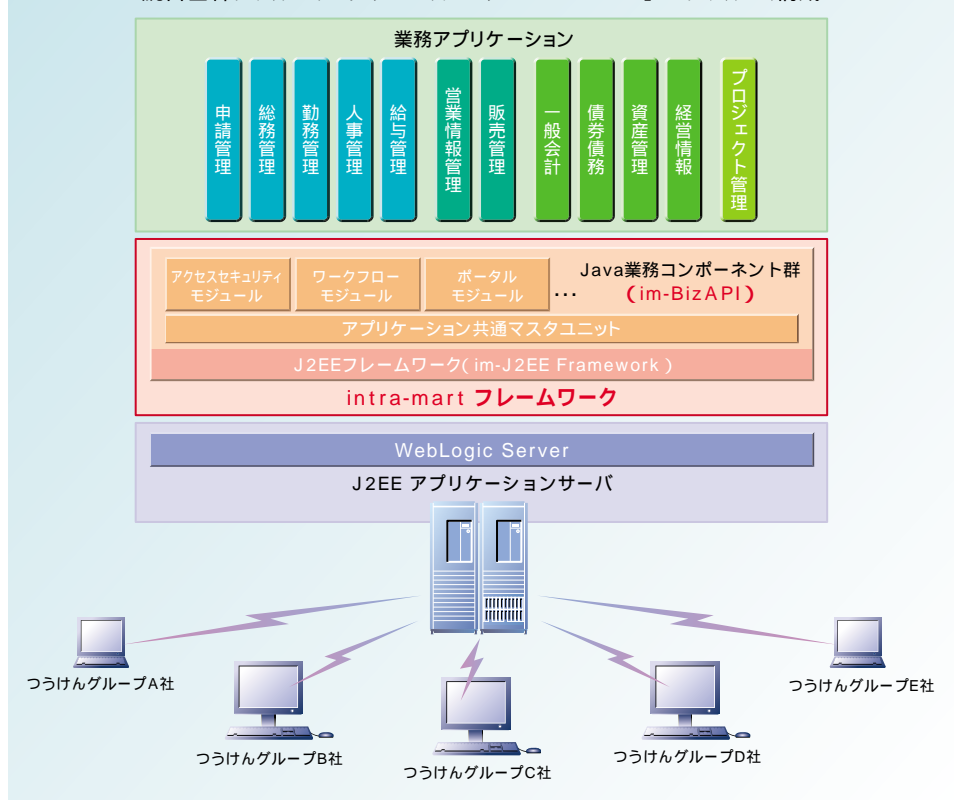 業務アプリケーション
申請管理
総務管理
勤務管理
人事管理
給与管理
営業情報管理
販売管理
一般会計
債券債務
資産管理
経営情報
プロジェクト管理
アクセスセキュリティ
モジュール
ワークフロー
モジュール
ポータル
モジュール
...
Java業務コンポーネント群
(im-BizAPI)
アプリケーション共通マスタユニット
J2EEフレームワーク(im-J2EE Framework)
intra-mart フレームワーク
WebLogic Server
J2EE アプリケーションサーバ
つうけんグループA社
つうけんグループB社
つうけんグループC社
つうけんグループD社
つうけんグループE社